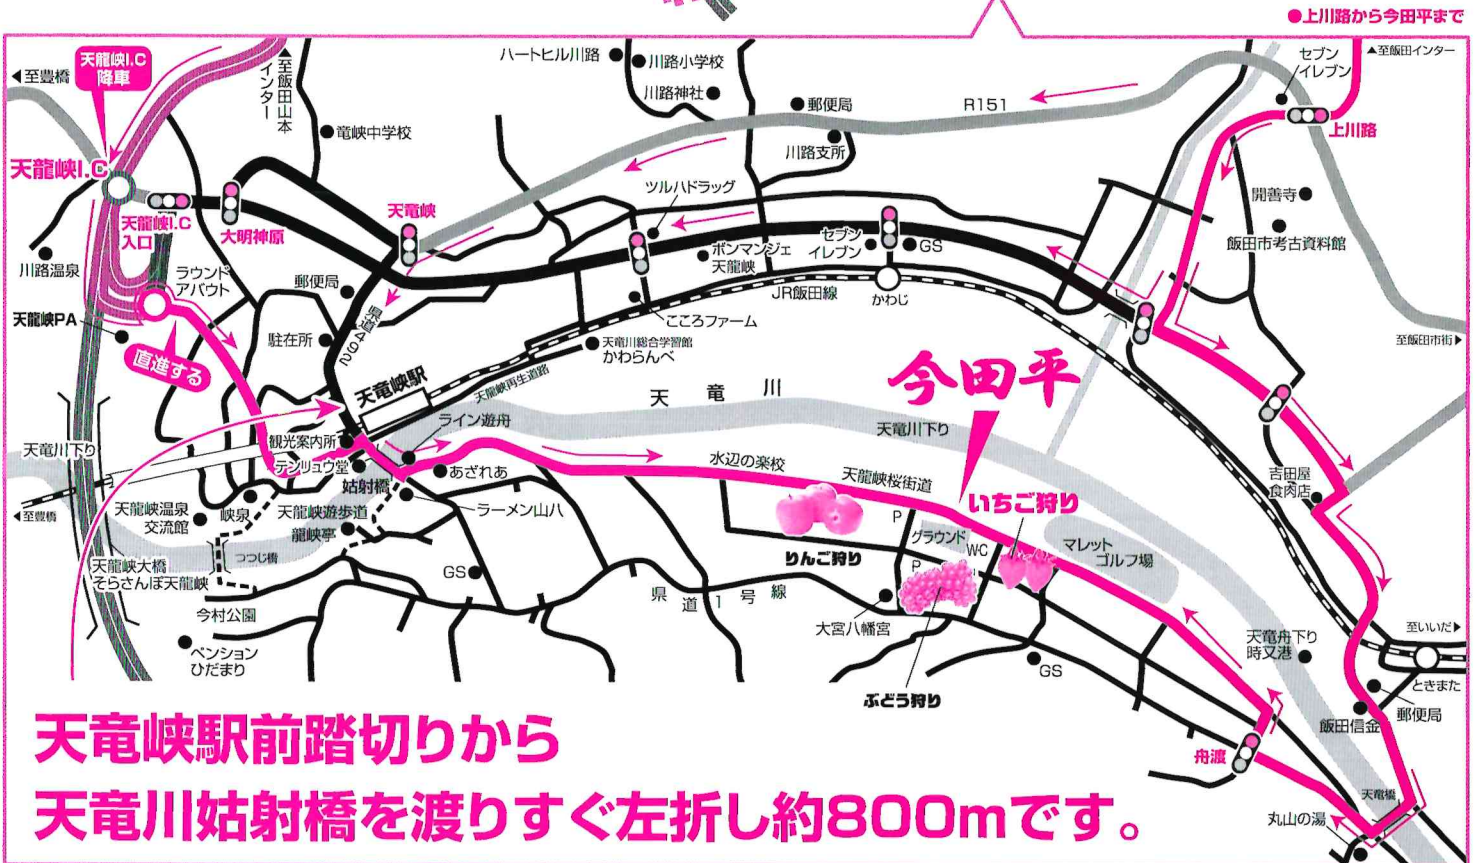 ●上川路から今田平まで
◀至豊橋
天龍峡I.C
降車
▲至飯田山本
インター
ハートヒル川路
川路小学校
川路神社
郵便局
R151
セブン
イレブン
▲至飯田インター
上川路
竜峡中学校
川路支所
天龍峡I.C
天龍峡I.C
入口
大明神原
天竜峡
ツルハドラッグ
開善寺
飯田市考古資料館
川路温泉
ラウンド
アバウト
郵便局
ボンマンジェ
天龍峡
セブン
イレブン
GS
JR飯田線
かわじ
天龍峡PA
直進する
駐在所
県道492
こころファーム
天竜川総合学習館
かわらんべ
至飯田市街▶
天竜峡駅
天龍峡再生道路
天竜川
今田平
ライン遊舟
天竜川下り
天竜川下り
観光案内所
テンリュウ堂
姑射橋
あざれあ
水辺の楽校
天龍峡桜街道
いちご狩り
吉田屋
食肉店
◀至豊橋
天龍峡温泉
交流館
峡泉
天龍峡遊歩道
龍峡亭
ラーメン山八
P
グラウンド
WC
マレット
ゴルフ場
りんご狩り
P
つつじ橋
天龍峡大橋
そらさんぽ天龍峡
GS
県道1号線
今村公園
大宮八幡宮
ペンション
ひだまり
ぶどう狩り
GS
天竜舟下り
時又港
至いいだ▶
ときまた
郵便局
飯田信金
舟渡
天竜橋
丸山の湯
天竜峡駅前踏切りから
天竜川姑射橋を渡りすぐ左折し約800mです。